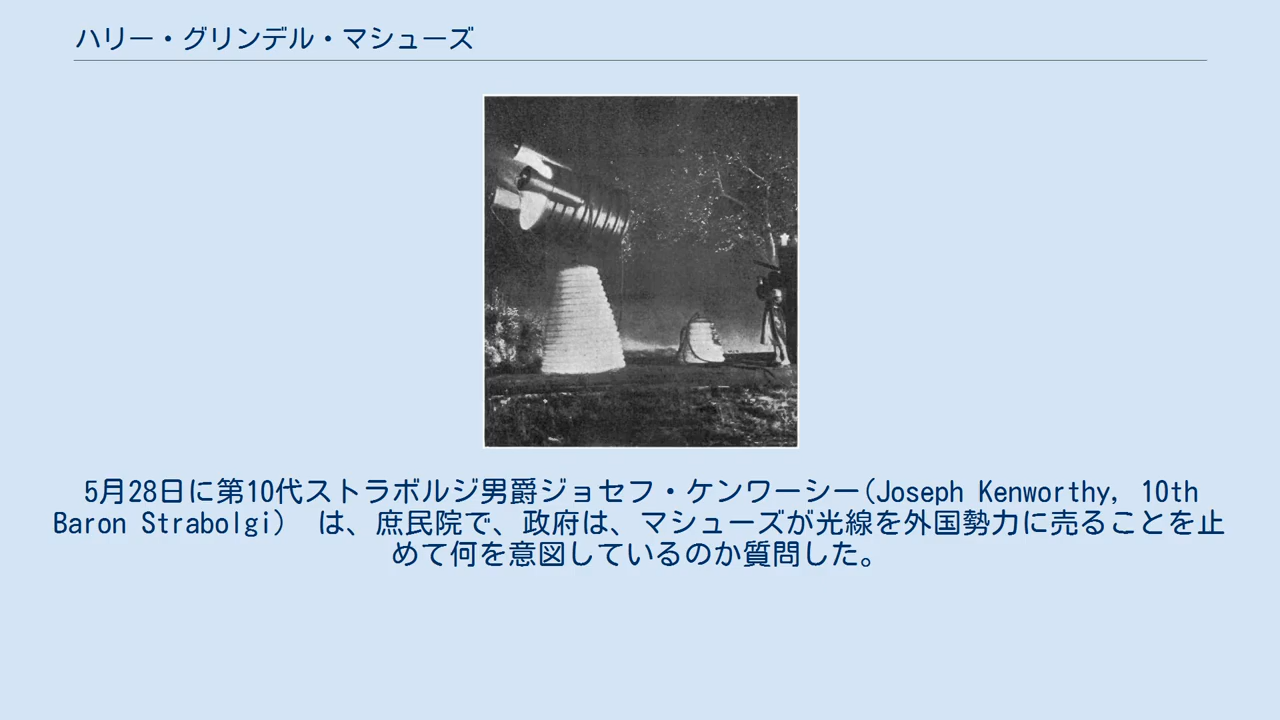 ハリー・グリンデル・マシューズ
5月28日に第10代ストラボルジ男爵ジョセフ・ケンワーシー(Joseph Kenworthy, 10th
Baron Strabolgi)　は、庶民院で、政府は、マシューズが光線を外国勢力に売ることを止
めて何を意図しているのか質問した。